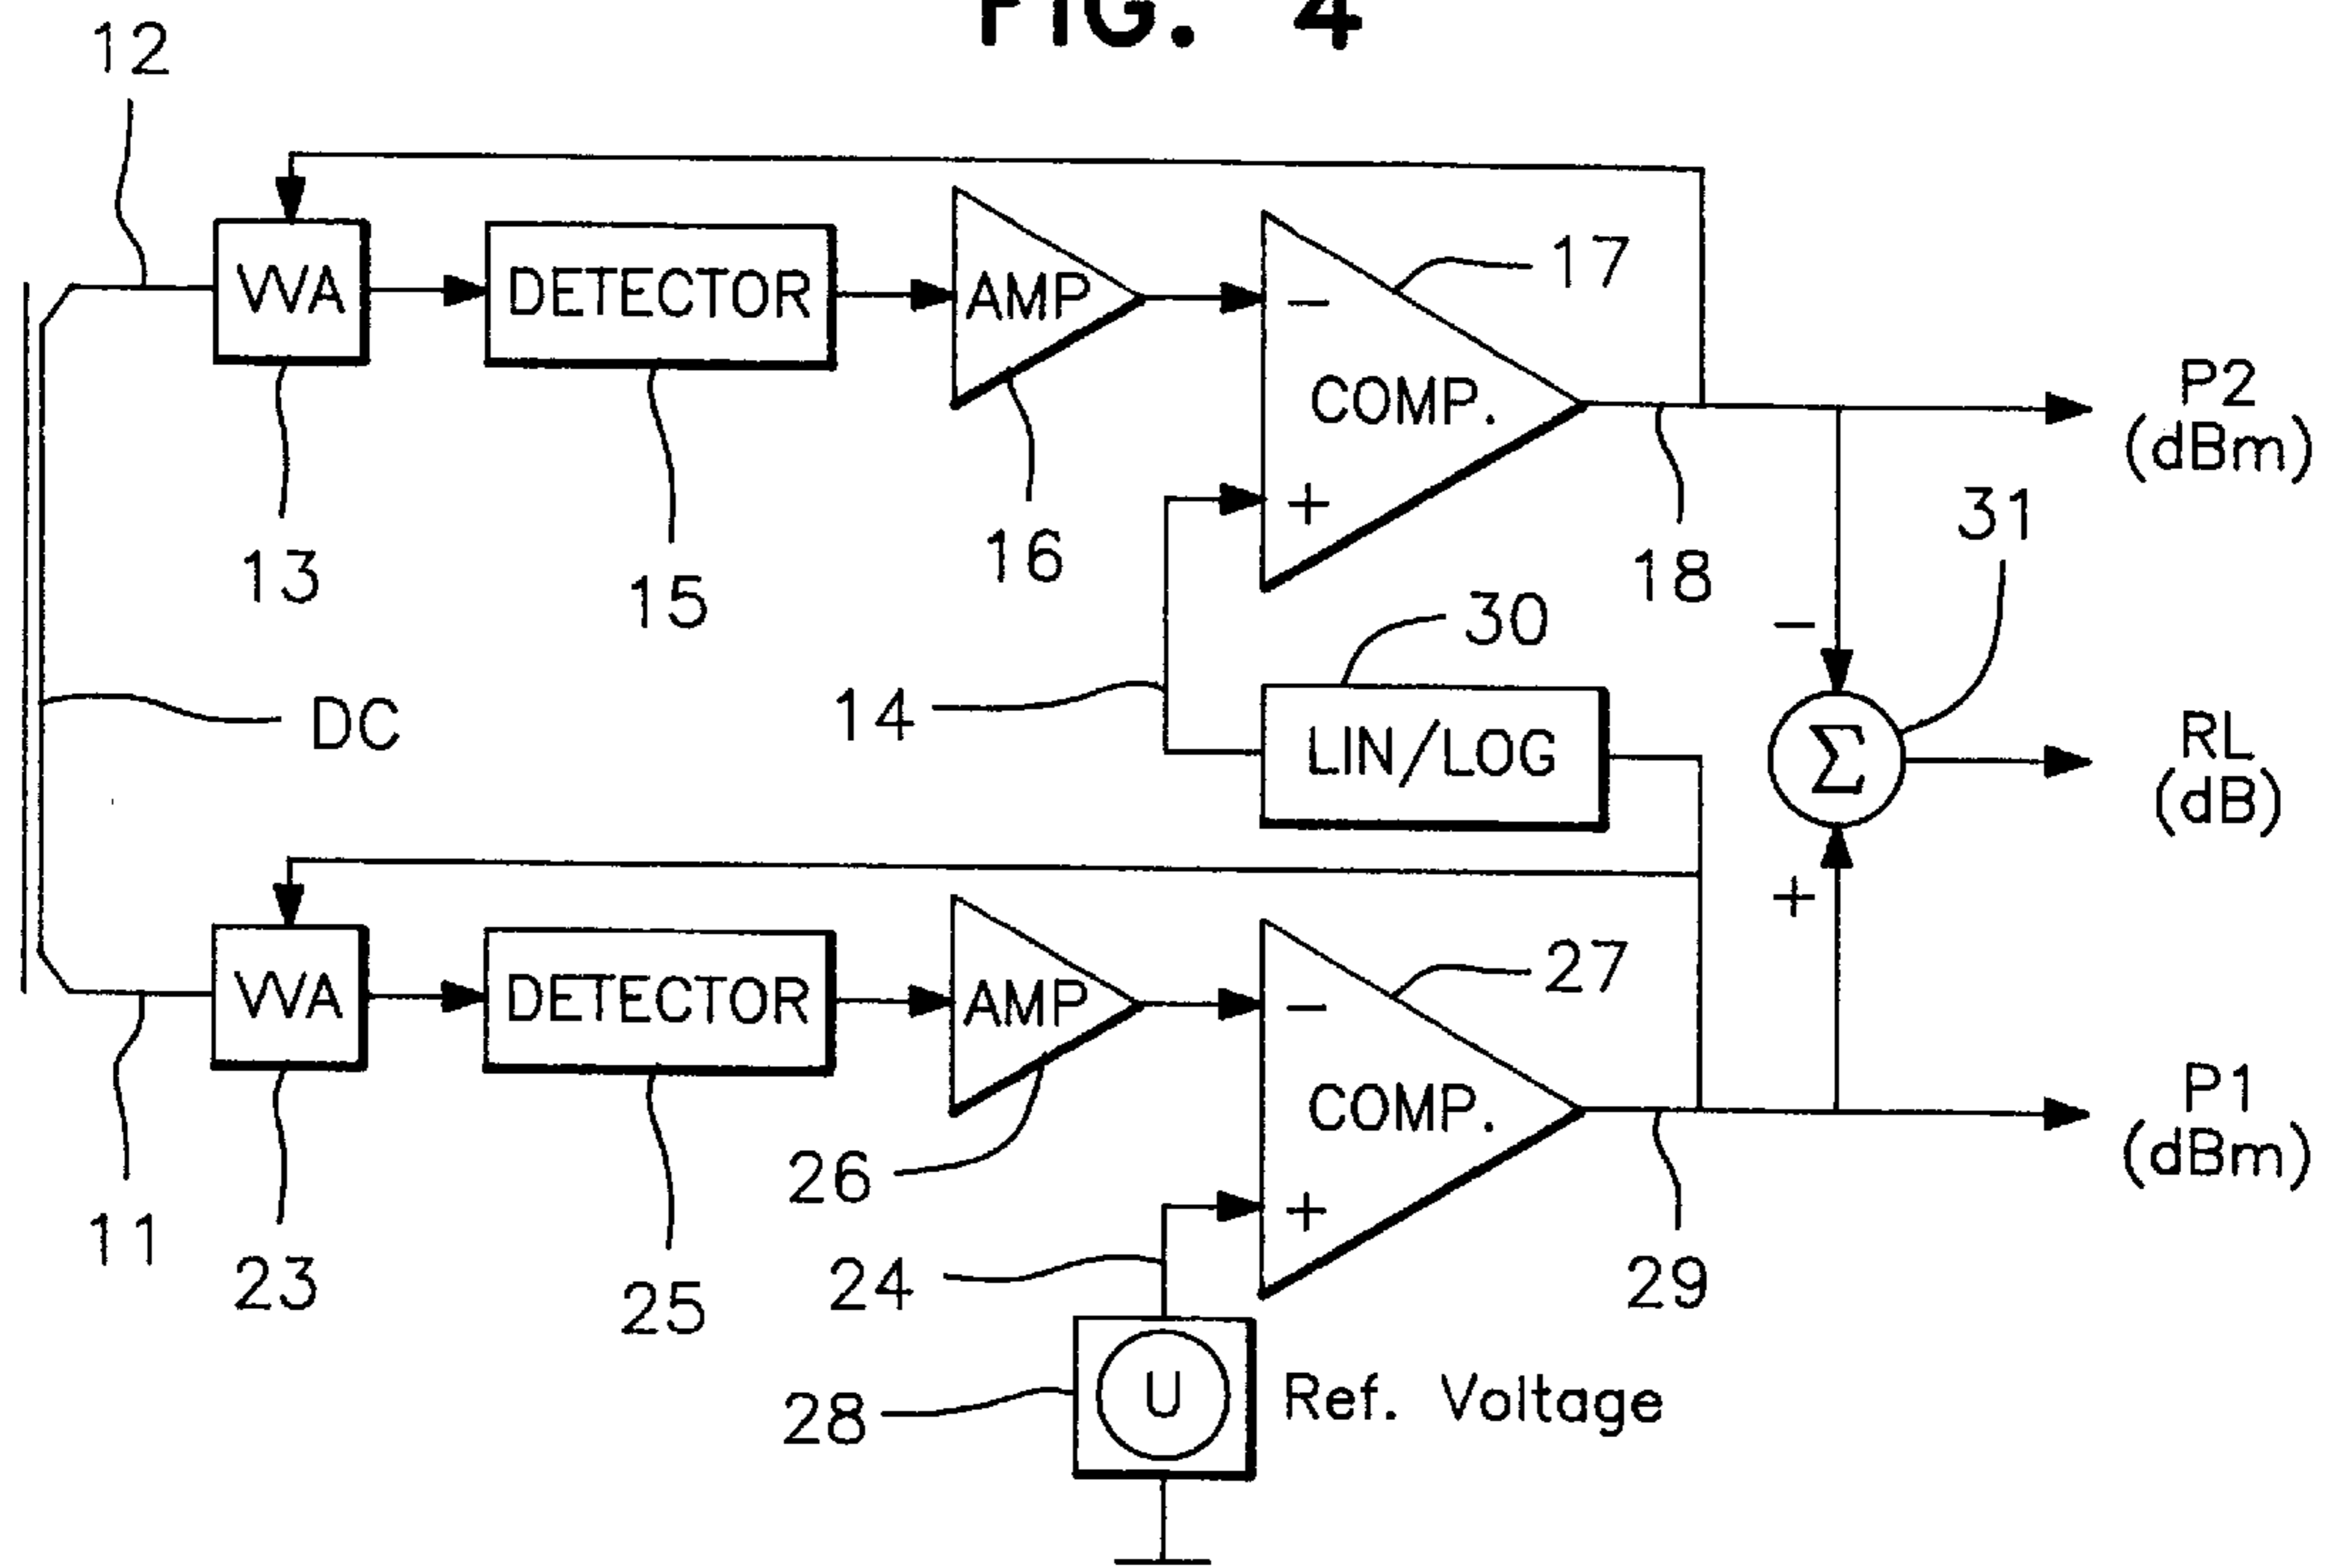 FIG. 4
12
VVA
DETECTOR
AMP
−
COMP.
+
17
P2
(dBm)
13
15
16
18
31
30
−
14
DC
LIN/LOG
Σ
RL
(dB)
+
VVA
DETECTOR
AMP
−
COMP.
+
27
P1
(dBm)
26
11
23
25
24
29
28
U
Ref. Voltage